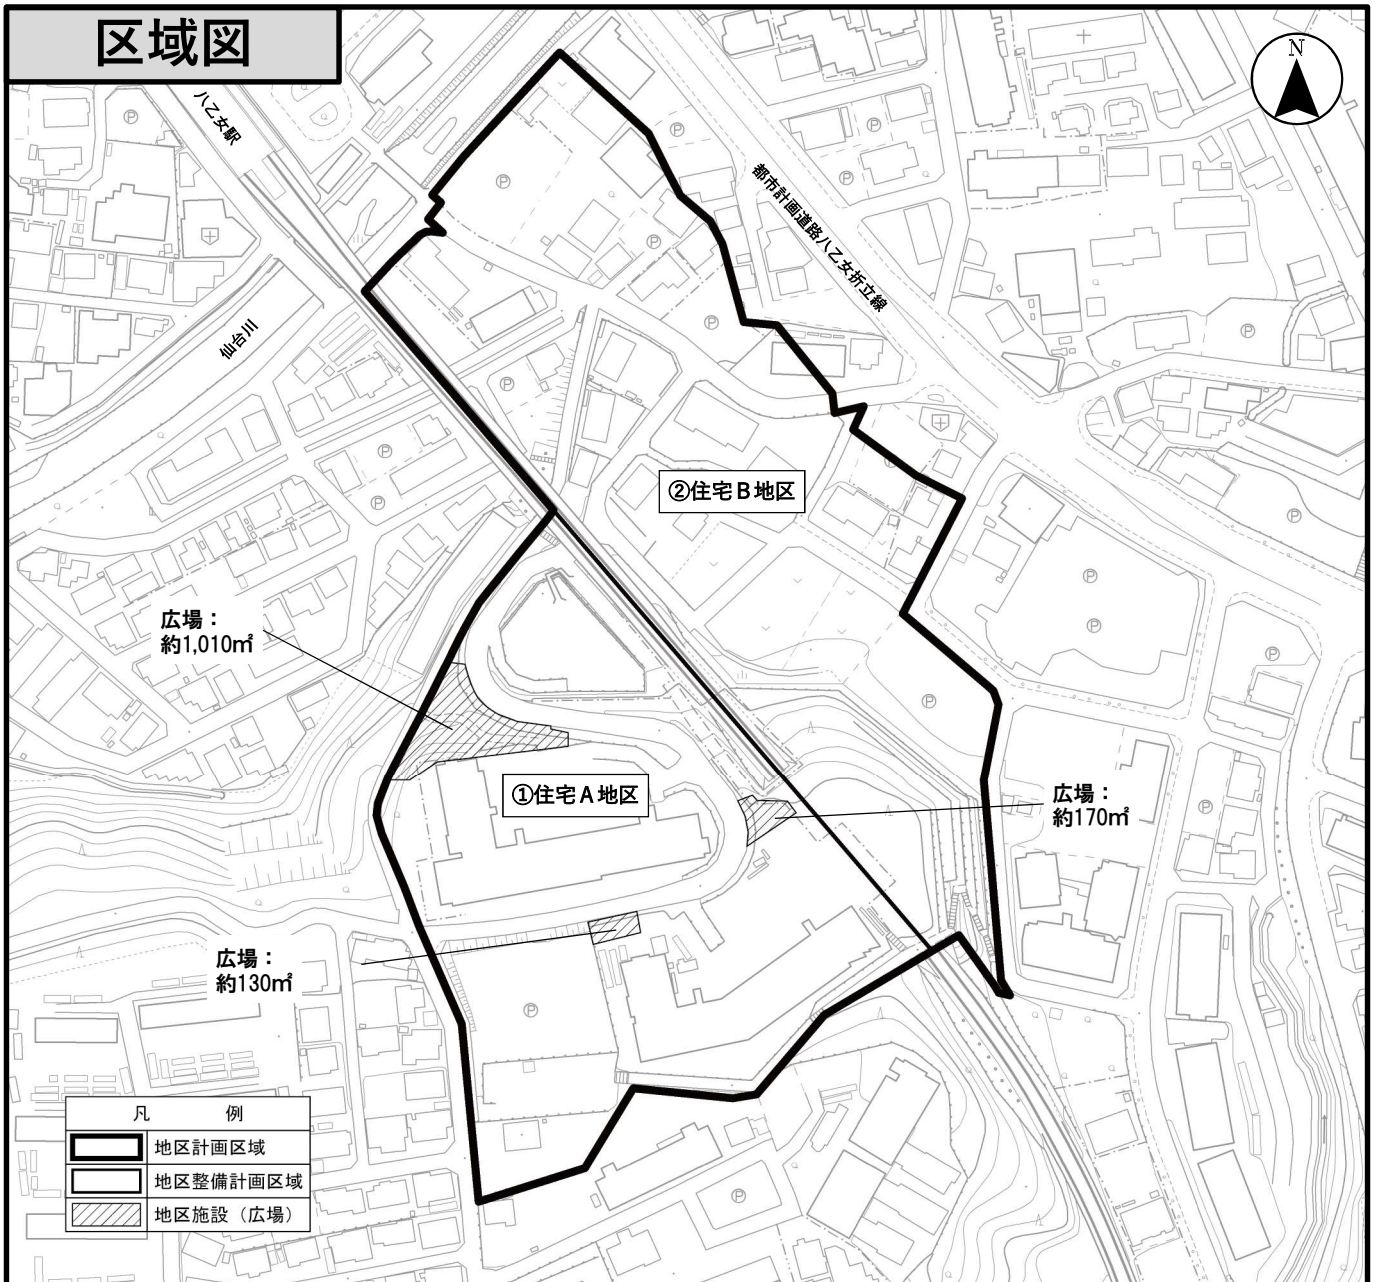 区域図
N
八乙女駅
都市計画道路八乙女折立線
仙台川
②住宅B地区
広場：
約1,010㎡
①住宅A地区
広場：
約170㎡
広場：
約130㎡
凡 例
地区計画区域
地区整備計画区域
地区施設（広場）